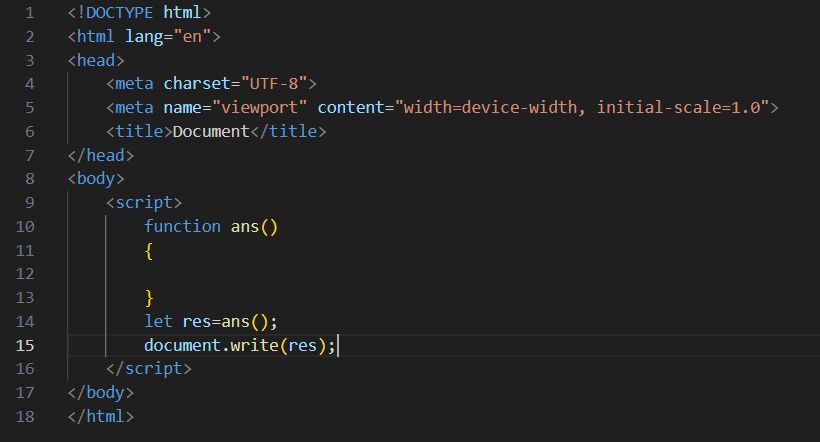 1 <!DOCTYPE html>
2 <html lang="en">
3 <head>
4     <meta charset="UTF-8">
5     <meta name="viewport" content="width=device-width, initial-scale=1.0">
6     <title>Document</title>
7 </head>
8 <body>
9     <script>
10         function ans()
11         {
12
13         }
14         let res=ans();
15         document.write(res);
16     </script>
17 </body>
18 </html>